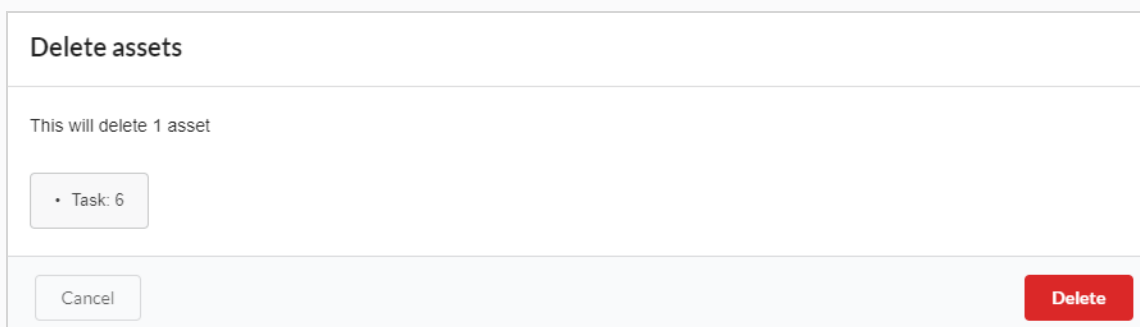 Delete assets
This will delete 1 asset
• Task: 6
Cancel
Delete